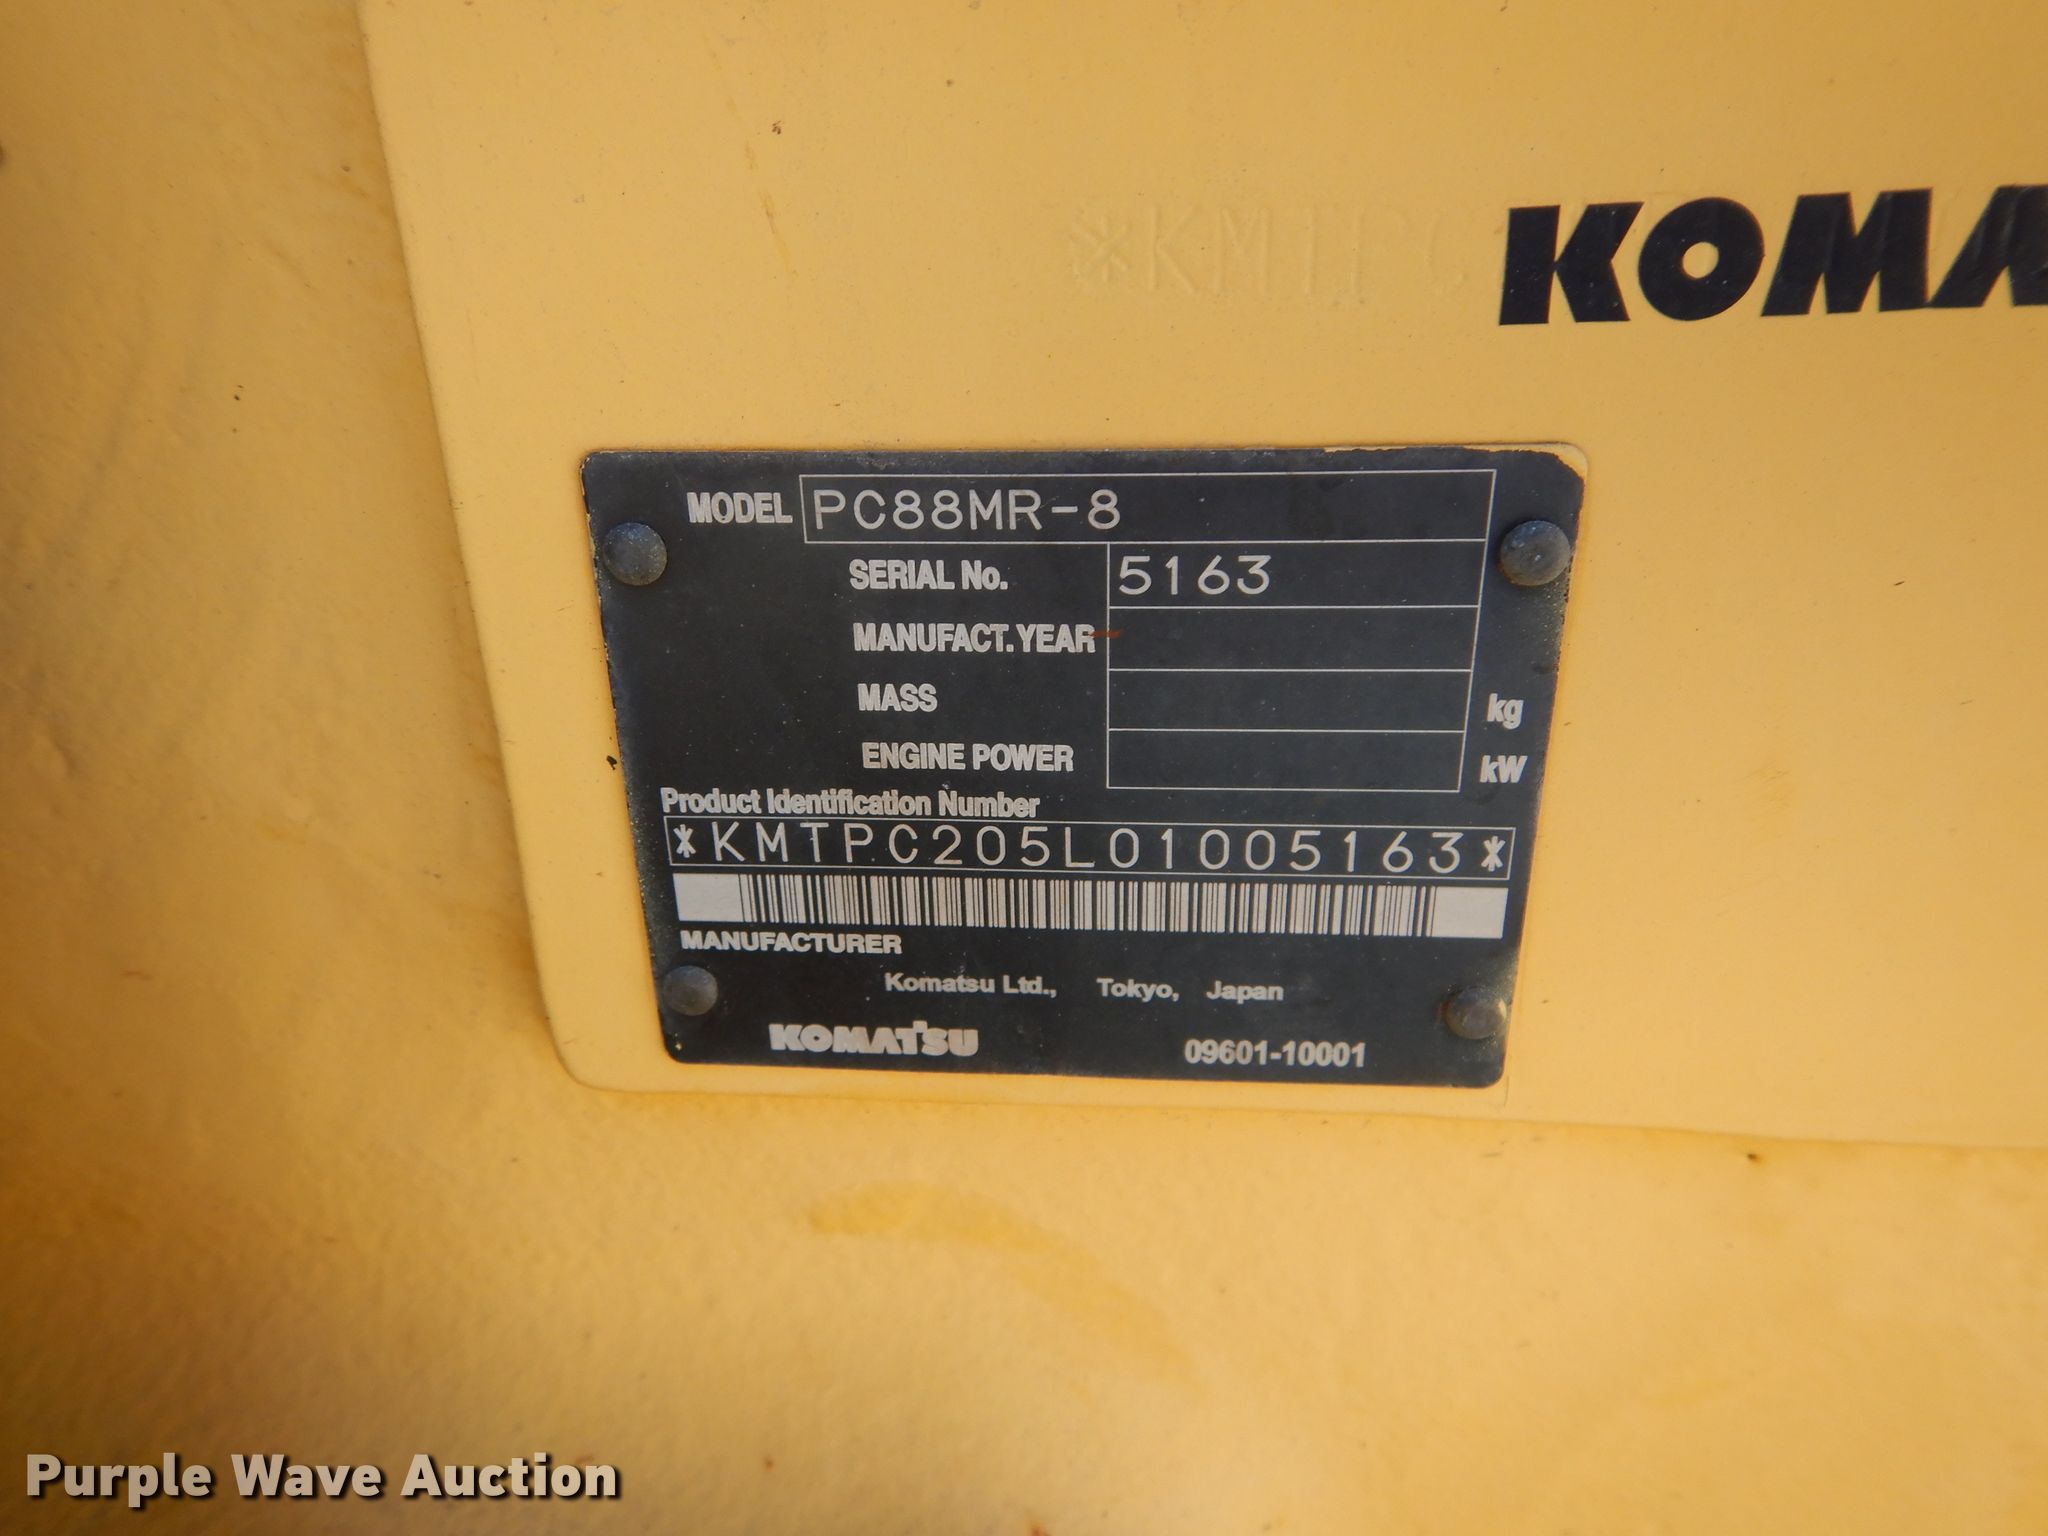 *KMTPC
KOMA
MODEL PC88MR-8
SERIAL No. 5163
MANUFACT. YEAR
MASS kg
ENGINE POWER kW
Product Identification Number
*KMTPC205L01005163*
MANUFACTURER
Komatsu Ltd., Tokyo, Japan
KOMATSU 09601-10001
Purple Wave Auction